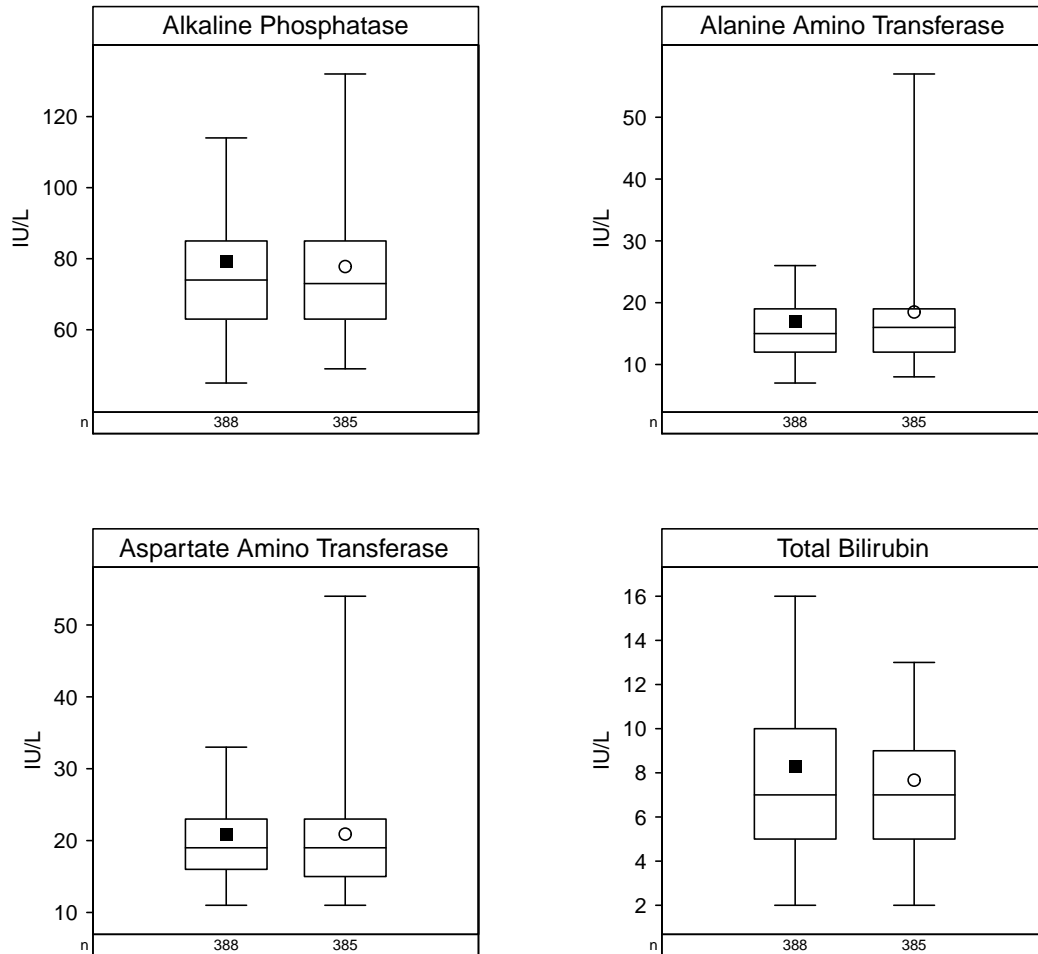 Alkaline Phosphatase
IU/L
120
100
80
60
n 388 385
Alanine Amino Transferase
IU/L
50
40
30
20
10
n 388 385
Aspartate Amino Transferase
IU/L
50
40
30
20
10
n 388 385
Total Bilirubin
IU/L
16
14
12
10
8
6
4
2
n 388 385